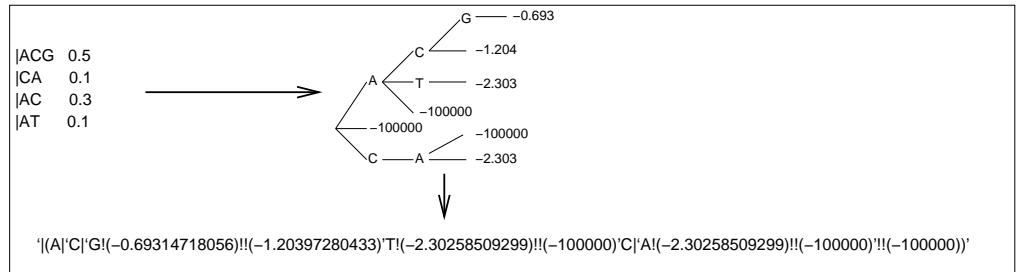 |ACG 0.5
|CA 0.1
|AC 0.3
|AT 0.1
G −0.693
C −1.204
A T −2.303
−100000
−100000
−100000
C A −2.303
‘|(A|‘C|‘G!(−0.69314718056)!!(−1.20397280433)’T!(−2.30258509299)!!(−100000)’C|‘A!(−2.30258509299)!!(−100000)’!!(−100000))’